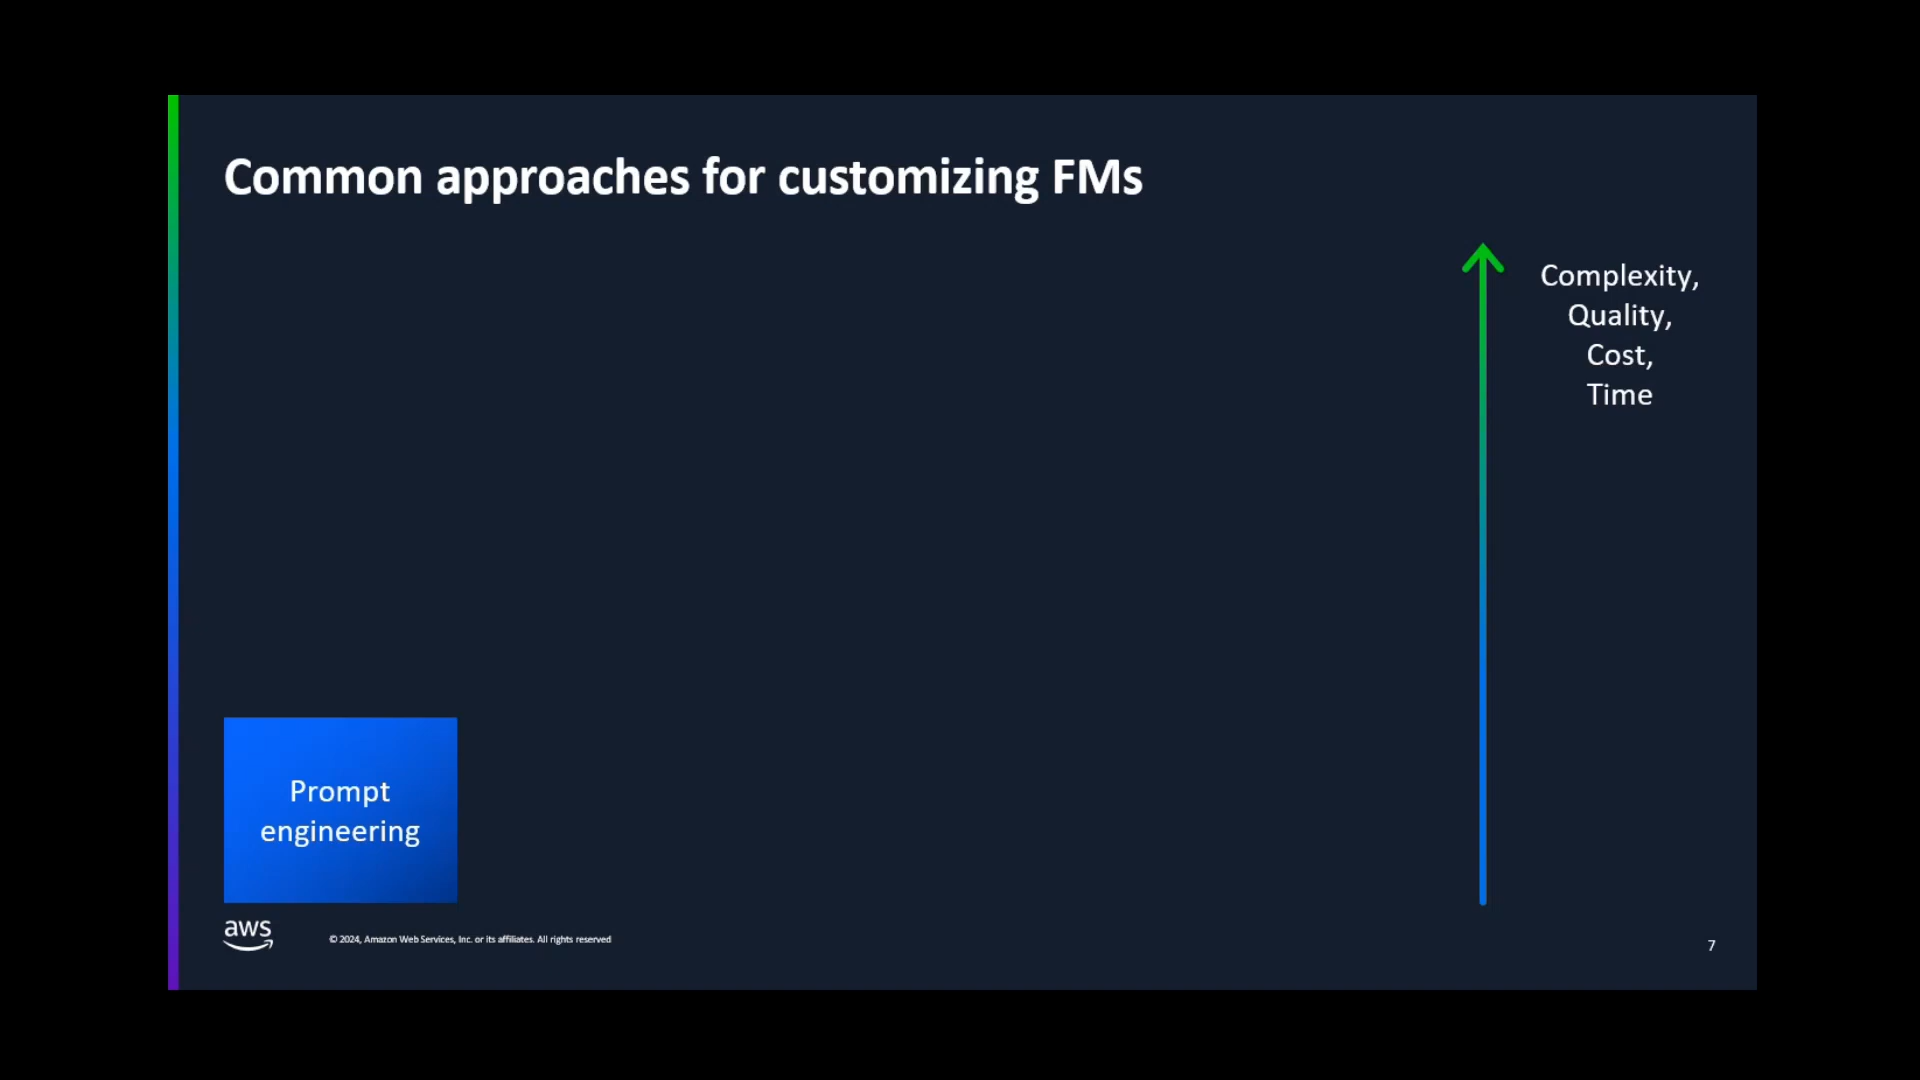 Common approaches for customizing FMs
Complexity,
Quality,
Cost,
Time
Prompt
engineering
aws
© 2024, Amazon Web Services, Inc. or its affiliates. All rights reserved
7